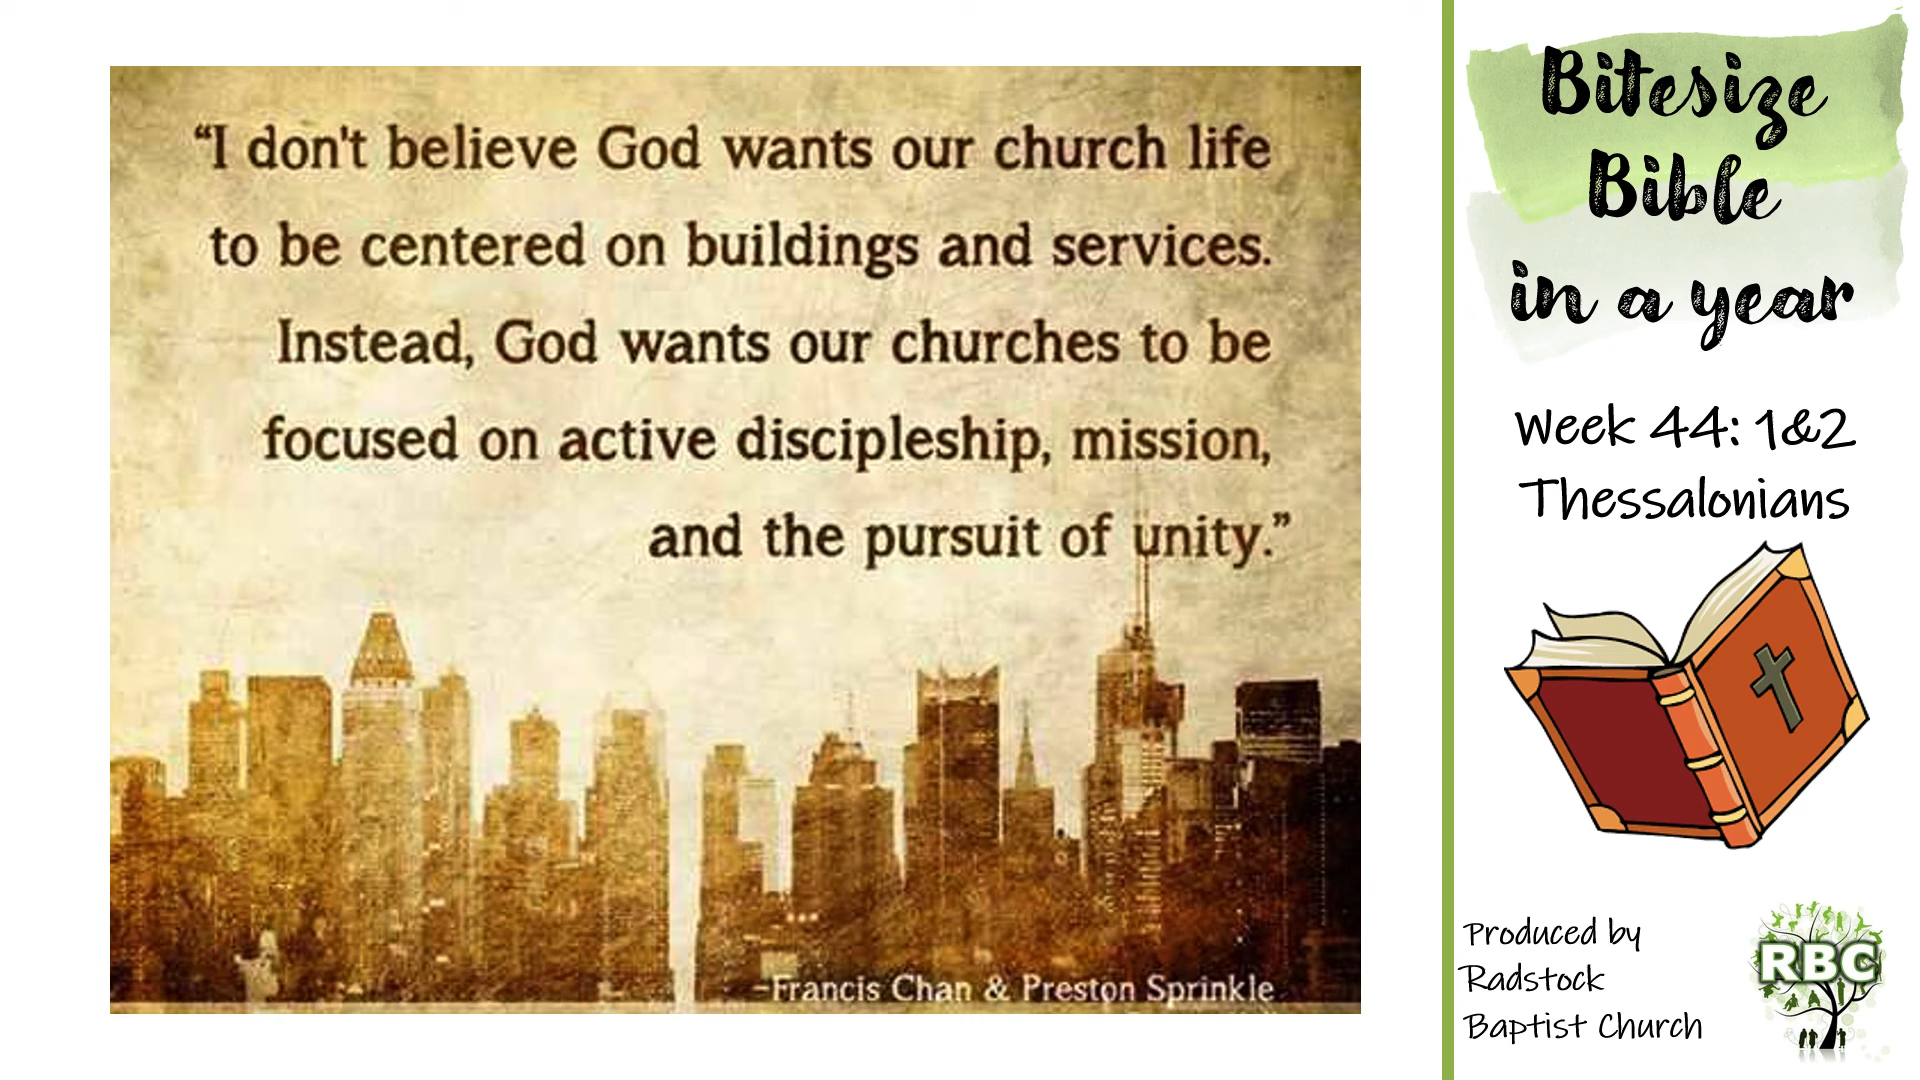 “I don't believe God wants our church life
to be centered on buildings and services.
Instead, God wants our churches to be
focused on active discipleship, mission,
and the pursuit of unity.”
–Francis Chan & Preston Sprinkle
Bitesize
Bible
in a year
Week 44: 1&2
Thessalonians
Produced by
Radstock
Baptist Church
RBC